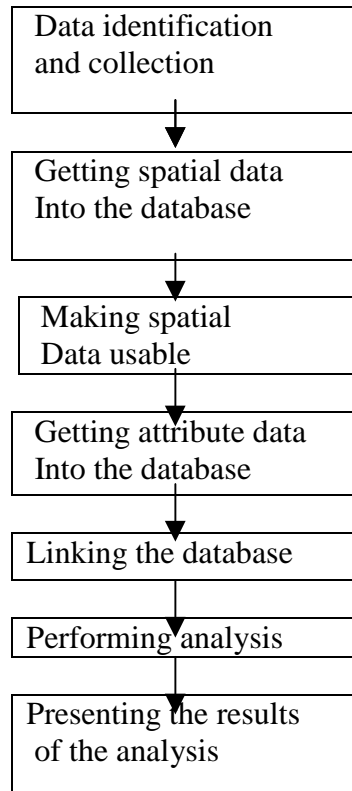 Data identification
and collection
Getting spatial data
Into the database
Making spatial
Data usable
Getting attribute data
Into the database
Linking the database
Performing analysis
Presenting the results
of the analysis